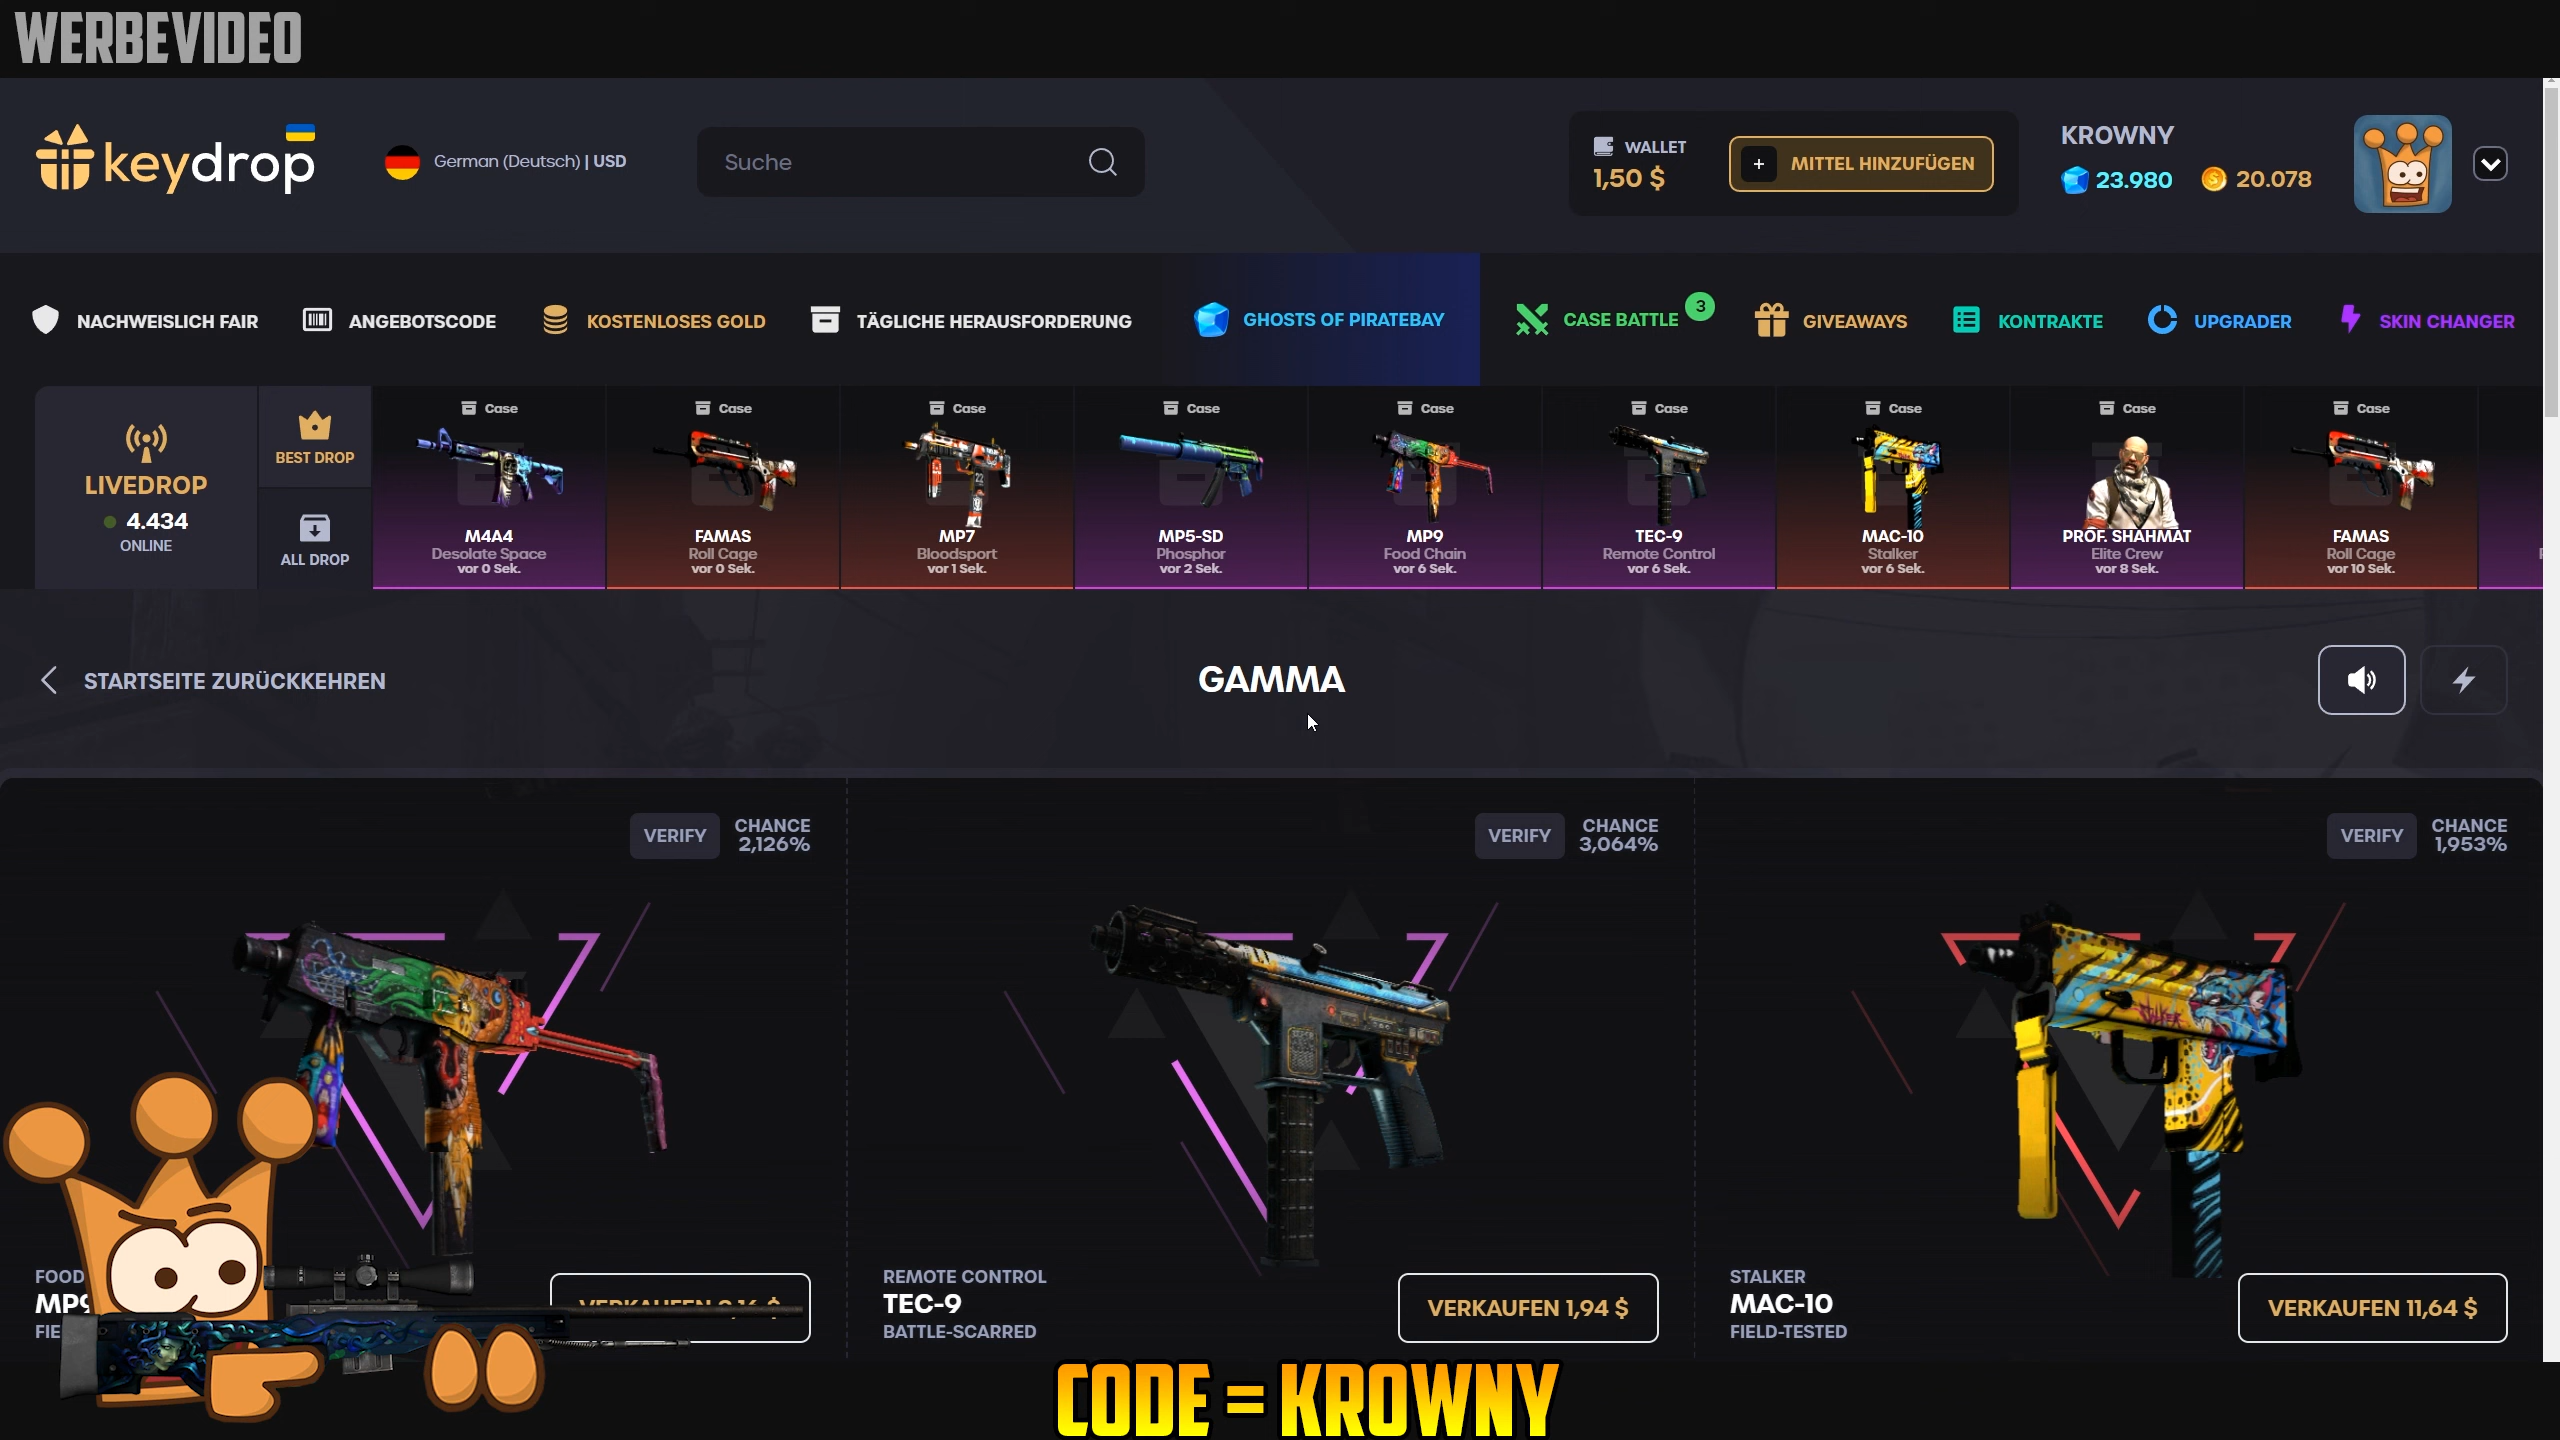 WERBEVIDEO
keydrop
German (Deutsch) | USD
Suche
WALLET
1,50 $
+ MITTEL HINZUFÜGEN
KROWNY
23.980
20.078
NACHWEISLICH FAIR
ANGEBOTSCODE
KOSTENLOSES GOLD
TÄGLICHE HERAUSFORDERUNG
GHOSTS OF PIRATEBAY
CASE BATTLE
3
GIVEAWAYS
KONTRAKTE
UPGRADER
SKIN CHANGER
LIVEDROP
4.434
ONLINE
BEST DROP
ALL DROP
Case
M4A4
Desolate Space
vor 0 Sek.
Case
FAMAS
Roll Cage
vor 0 Sek.
Case
MP7
Bloodsport
vor 1 Sek.
Case
MP5-SD
Phosphor
vor 2 Sek.
Case
MP9
Food Chain
vor 6 Sek.
Case
TEC-9
Remote Control
vor 6 Sek.
Case
MAC-10
Stalker
vor 6 Sek.
Case
PROF. SHAHMAT
Elite Crew
vor 8 Sek.
Case
FAMAS
Roll Cage
vor 10 Sek.
STARTSEITE ZURÜCKKEHREN
GAMMA
VERIFY
CHANCE
2,126%
VERIFY
CHANCE
3,064%
VERIFY
CHANCE
1,953%
FOOD
MP9
VERKAUFEN
REMOTE CONTROL
TEC-9
BATTLE-SCARRED
VERKAUFEN 1,94 $
STALKER
MAC-10
FIELD-TESTED
VERKAUFEN 11,64 $
CODE = KROWNY